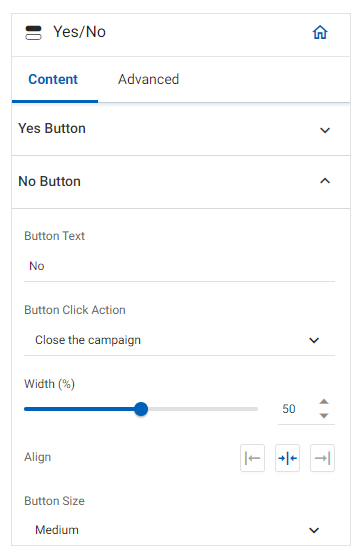 Yes/No
Content Advanced
Yes Button
No Button
Button Text
No
Button Click Action
Close the campaign
Width (%)
50
Align
Button Size
Medium